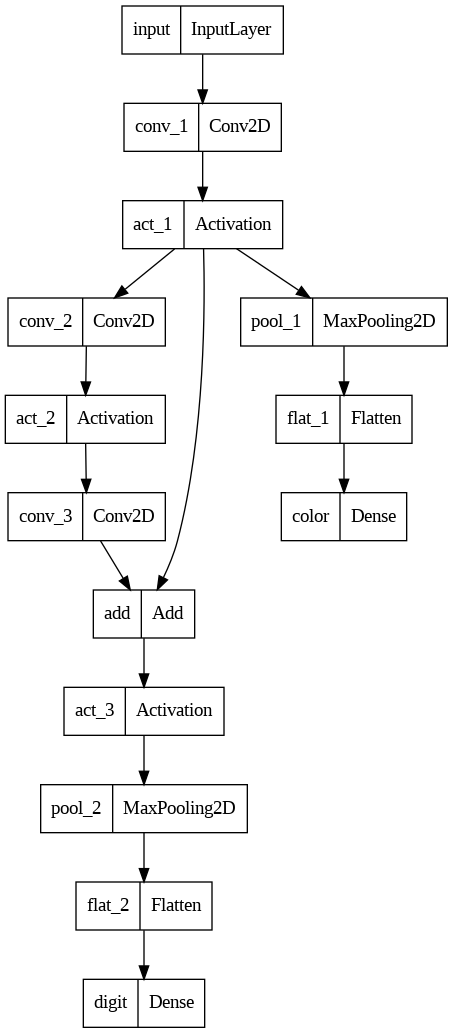 input InputLayer
conv_1 Conv2D
act_1 Activation
conv_2 Conv2D
pool_1 MaxPooling2D
act_2 Activation
flat_1 Flatten
conv_3 Conv2D
color Dense
add Add
act_3 Activation
pool_2 MaxPooling2D
flat_2 Flatten
digit Dense